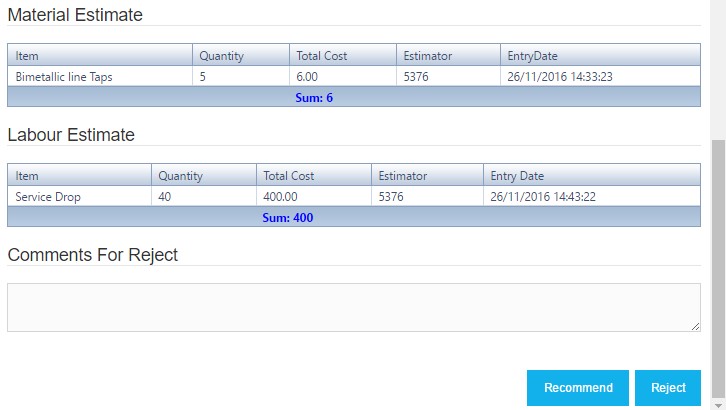 Material Estimate
Item Quantity Total Cost Estimator EntryDate
Bimetallic line Taps 5 6.00 5376 26/11/2016 14:33:23
Sum: 6
Labour Estimate
Item Quantity Total Cost Estimator Entry Date
Service Drop 40 400.00 5376 26/11/2016 14:43:22
Sum: 400
Comments For Reject
Recommend Reject